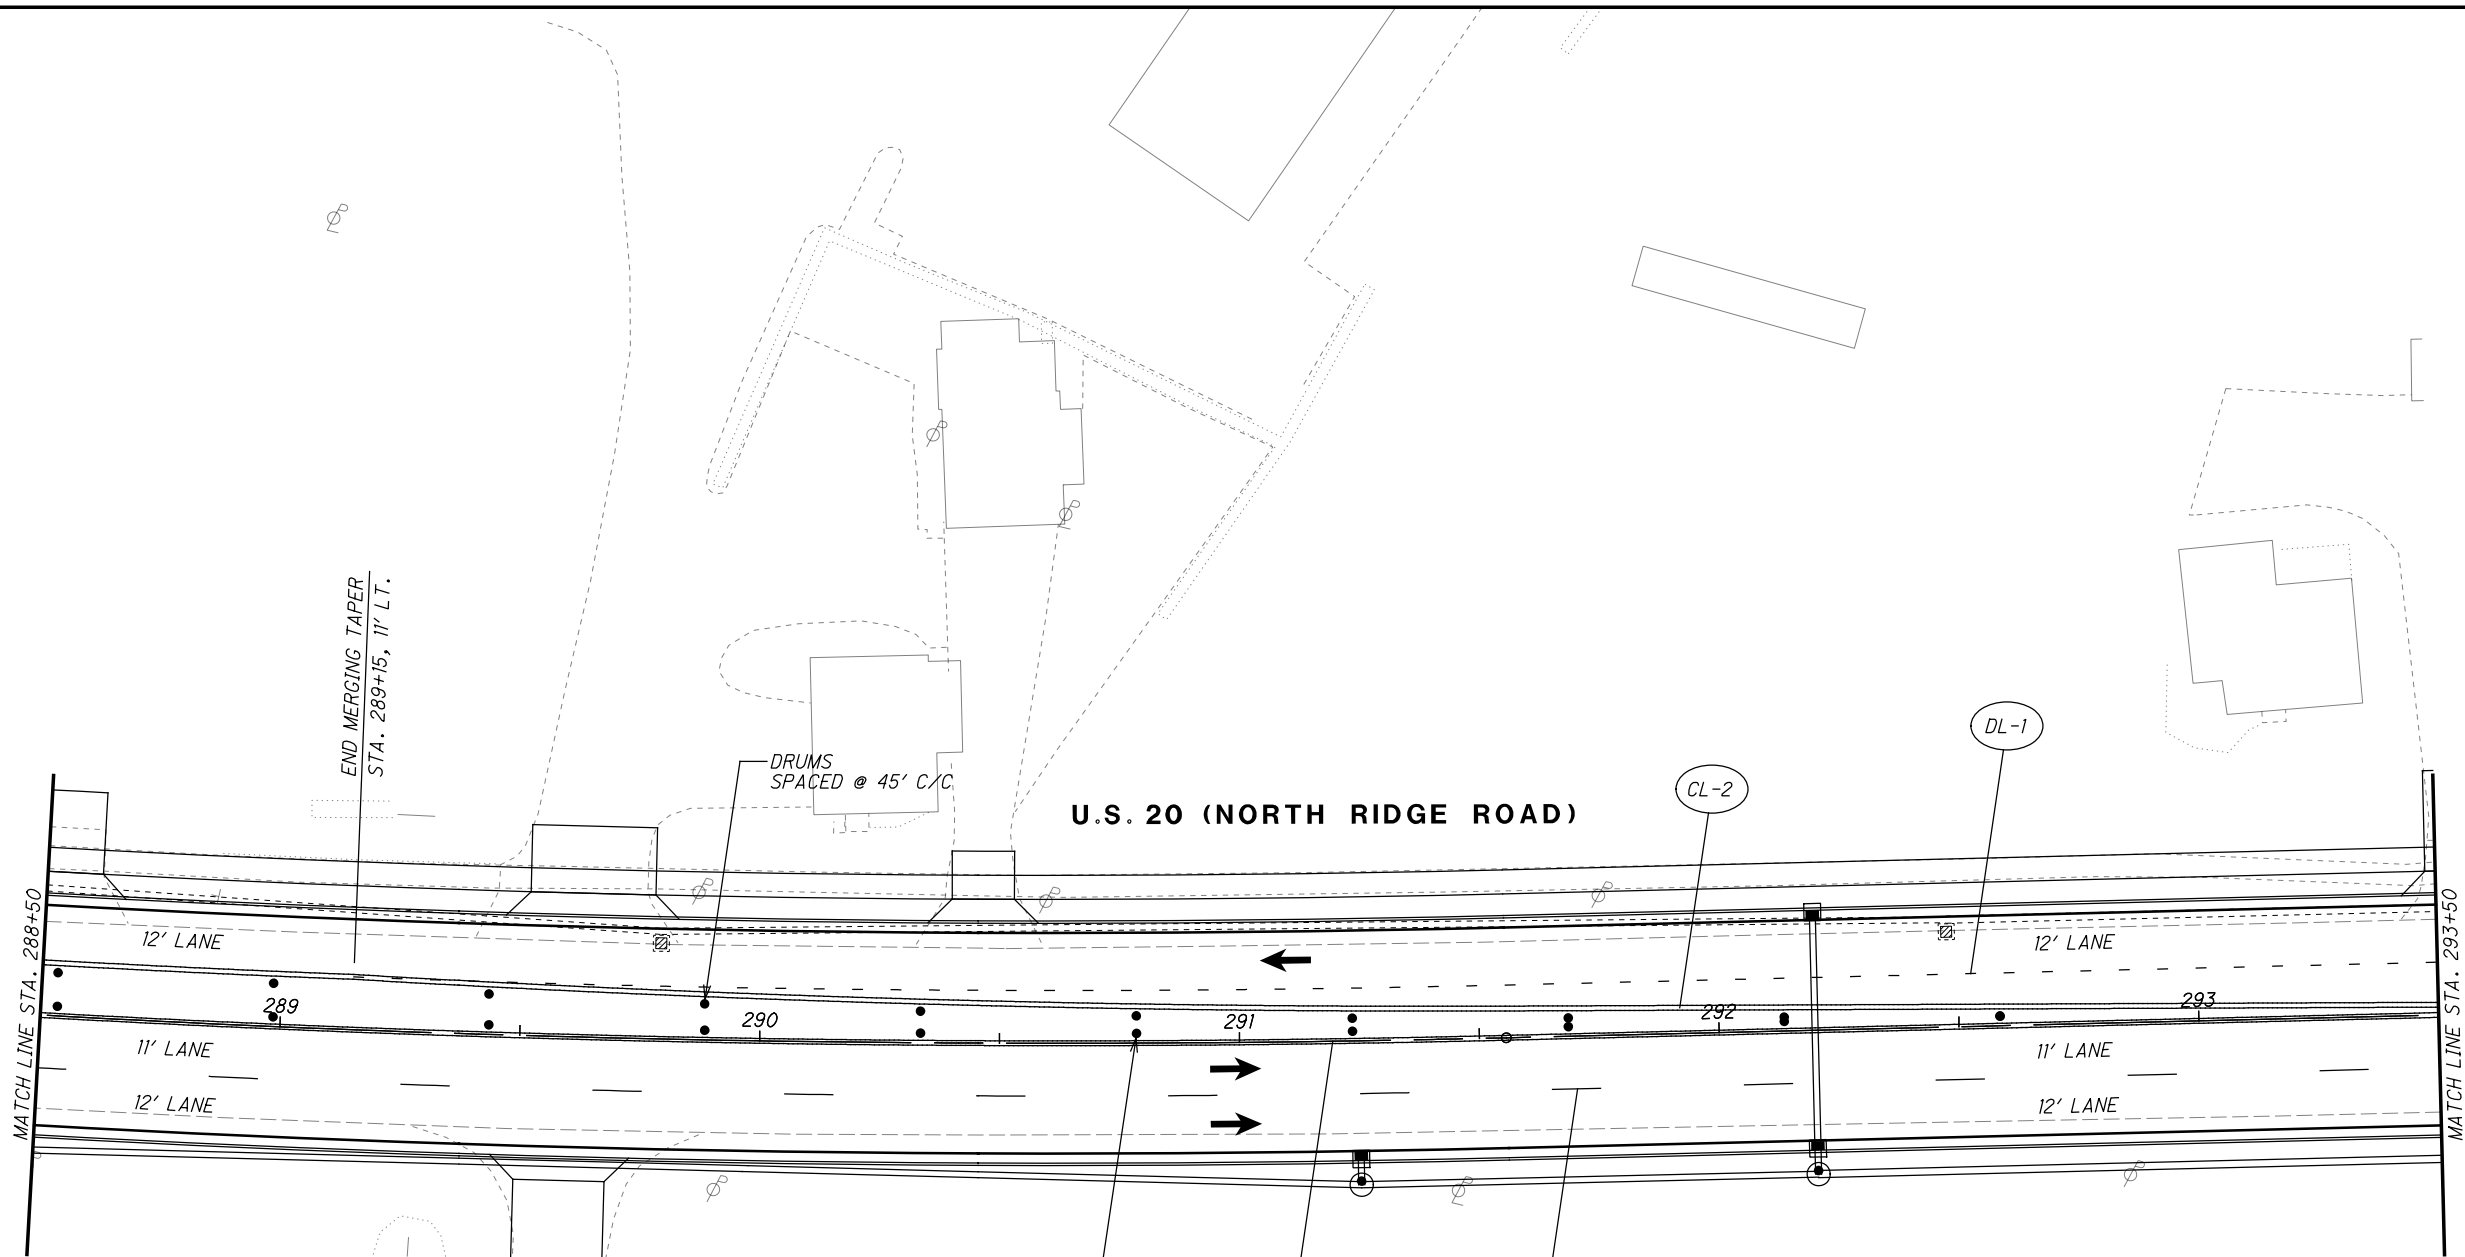 END MERGING TAPER
STA. 289+15, 11' LT.
DRUMS
SPACED @ 45' C/C
U.S. 20 (NORTH RIDGE ROAD)
CL-2
DL-1
MATCH LINE STA. 288+50
MATCH LINE STA. 293+50
12' LANE
12' LANE
289
290
291
292
293
11' LANE
11' LANE
12' LANE
12' LANE